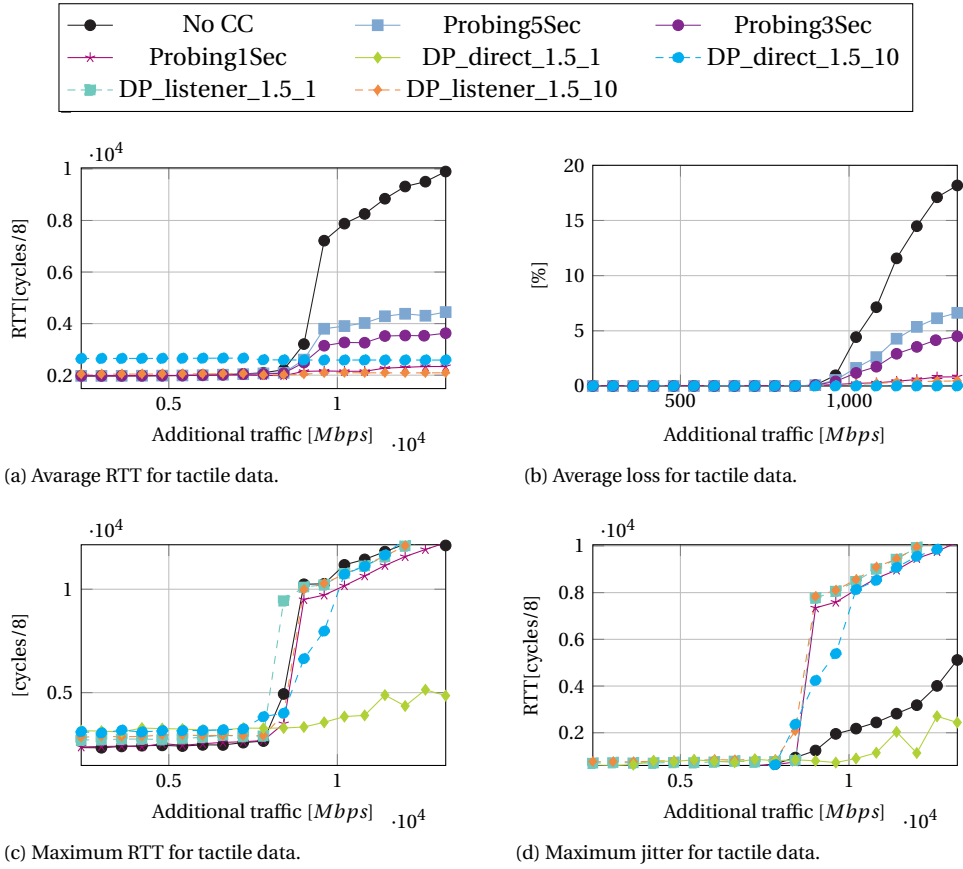 No CC Probing5Sec Probing3Sec
Probing1Sec DP_direct_1.5_1 DP_direct_1.5_10
DP_listener_1.5_1 DP_listener_1.5_10
·10^4
1
0.8
0.6
0.4
0.2
RTT[cycles/8]
0.5 1
Additional traffic [Mbps] ·10^4
(a) Avarage RTT for tactile data.
20
15
10
5
0
[%]
500 1,000
Additional traffic [Mbps]
(b) Average loss for tactile data.
·10^4
1
0.5
[cycles/8]
0.5 1
Additional traffic [Mbps] ·10^4
(c) Maximum RTT for tactile data.
·10^4
1
0.8
0.6
0.4
0.2
RTT[cycles/8]
0.5 1
Additional traffic [Mbps] ·10^4
(d) Maximum jitter for tactile data.